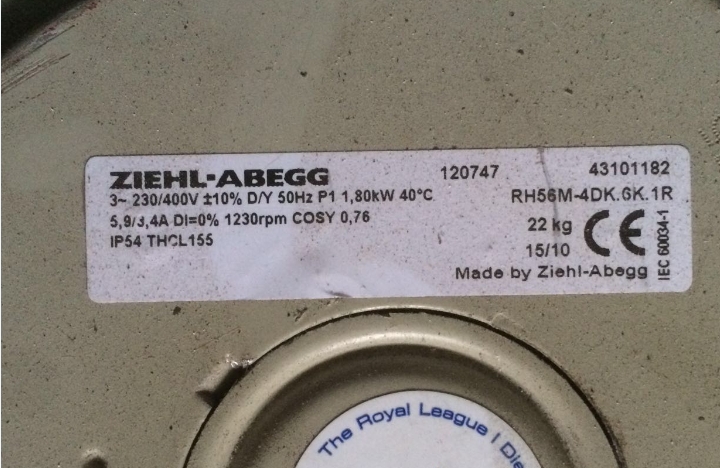 ZIEHL-ABEGG 120747 43101182
3~ 230/400V ±10% D/Y 50Hz P1 1,80kW 40°C RH56M-4DK.6K.1R
5,9/3,4A DI=0% 1230rpm COSY 0,76 22 kg
IP54 THCL155 15/10
CE
IEC 60034-1
Made by Ziehl-Abegg
The Royal League |